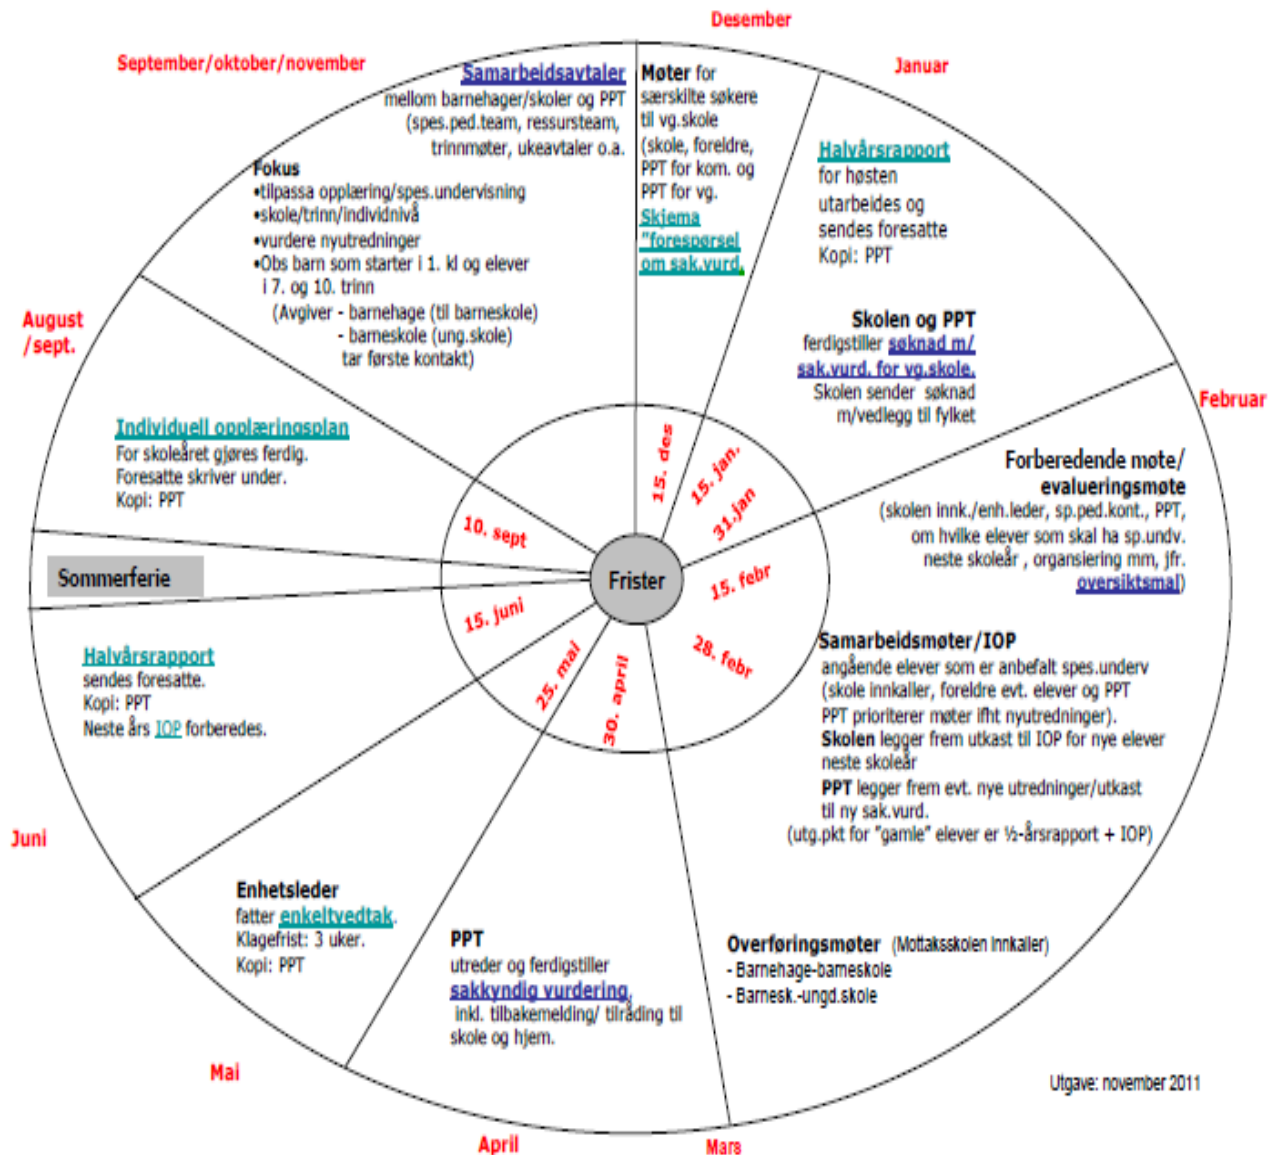 Desember
September/oktober/november
Januar
Samarbeidsavtaler
mellom barnehager/skoler og PPT
(spes.ped.team, ressursteam,
trinnmøter, ukeavtaler o.a.
Fokus
•tilpassa opplæring/spes.undervisning
•skole/trinn/individnivå
•vurdere nyutredninger
•Obs barn som starter i 1. kl og elever
i 7. og 10. trinn
(Avgiver - barnehage (til barneskole)
- barneskole (ung.skole)
tar første kontakt)
Møter for
særskilte søkere
til vg.skole
(skole, foreldre,
PPT for kom. og
PPT for vg.
Skjema
"forespørsel
om sak.vurd.
Halvårsrapport
for høsten
utarbeides og
sendes foresatte
Kopi: PPT
Skolen og PPT
ferdigstiller søknad m/
sak.vurd. for vg.skole.
Skolen sender søknad
m/vedlegg til fylket
August
/sept.
Februar
Individuell opplæringsplan
For skoleåret gjøres ferdig.
Foresatte skriver under.
Kopi: PPT
Forberedende møte/
evalueringsmøte
(skolen innk./enh.leder, sp.ped.kont., PPT,
om hvilke elever som skal ha sp.undv.
neste skoleår , organsiering mm, jfr.
oversiktsmal)
15. des
15. jan.
31.jan
10. sept
Sommerferie
Frister
15. febr
15. juni
28. febr
25. mai
30. april
Samarbeidsmøter/IOP
angående elever som er anbefalt spes.underv
(skole innkaller, foreldre evt. elever og PPT
PPT prioriterer møter ifht nyutredninger).
Skolen legger frem utkast til IOP for nye elever
neste skoleår
PPT legger frem evt. nye utredninger/utkast
til ny sak.vurd.
(utg.pkt for "gamle" elever er ½-årsrapport + IOP)
Halvårsrapport
sendes foresatte.
Kopi: PPT
Neste års IOP forberedes.
Juni
Enhetsleder
fatter enkeltvedtak.
Klagefrist: 3 uker.
Kopi: PPT
PPT
utreder og ferdigstiller
sakkyndig vurdering,
inkl. tilbakemelding/ tilråding til
skole og hjem.
Overføringsmøter (Mottaksskolen innkaller)
- Barnehage-barneskole
- Barnesk.-ungd.skole
Mai
Utgave: november 2011
April
Mars